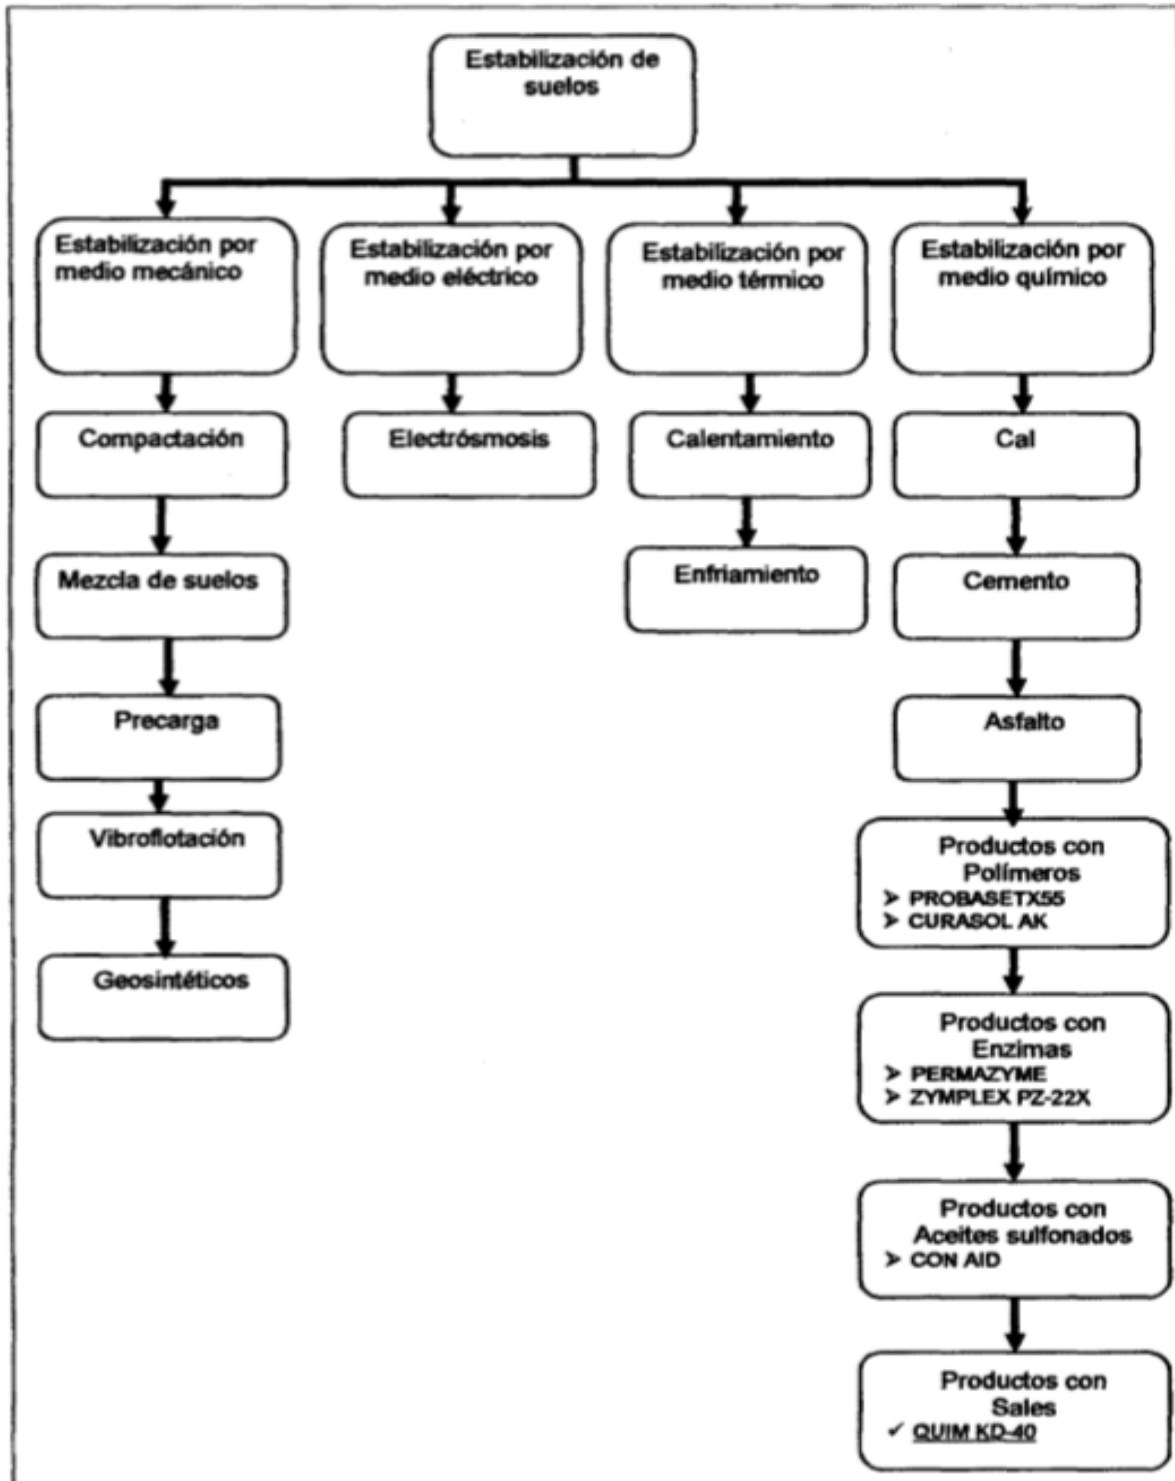 Estabilización de
suelos
Estabilización por
medio mecánico
Estabilización por
medio eléctrico
Estabilización por
medio térmico
Estabilización por
medio químico
Compactación
Electrósmosis
Calentamiento
Cal
Mezcla de suelos
Enfriamiento
Cemento
Precarga
Asfalto
Vibroflotación
Productos con
Polímeros
➢ PROBASETX55
➢ CURASOL AK
Geosintéticos
Productos con
Enzimas
➢ PERMAZYME
➢ ZYMPLEX PZ-22X
Productos con
Aceites sulfonados
➢ CON AID
Productos con
Sales
✓ QUIM KD-40